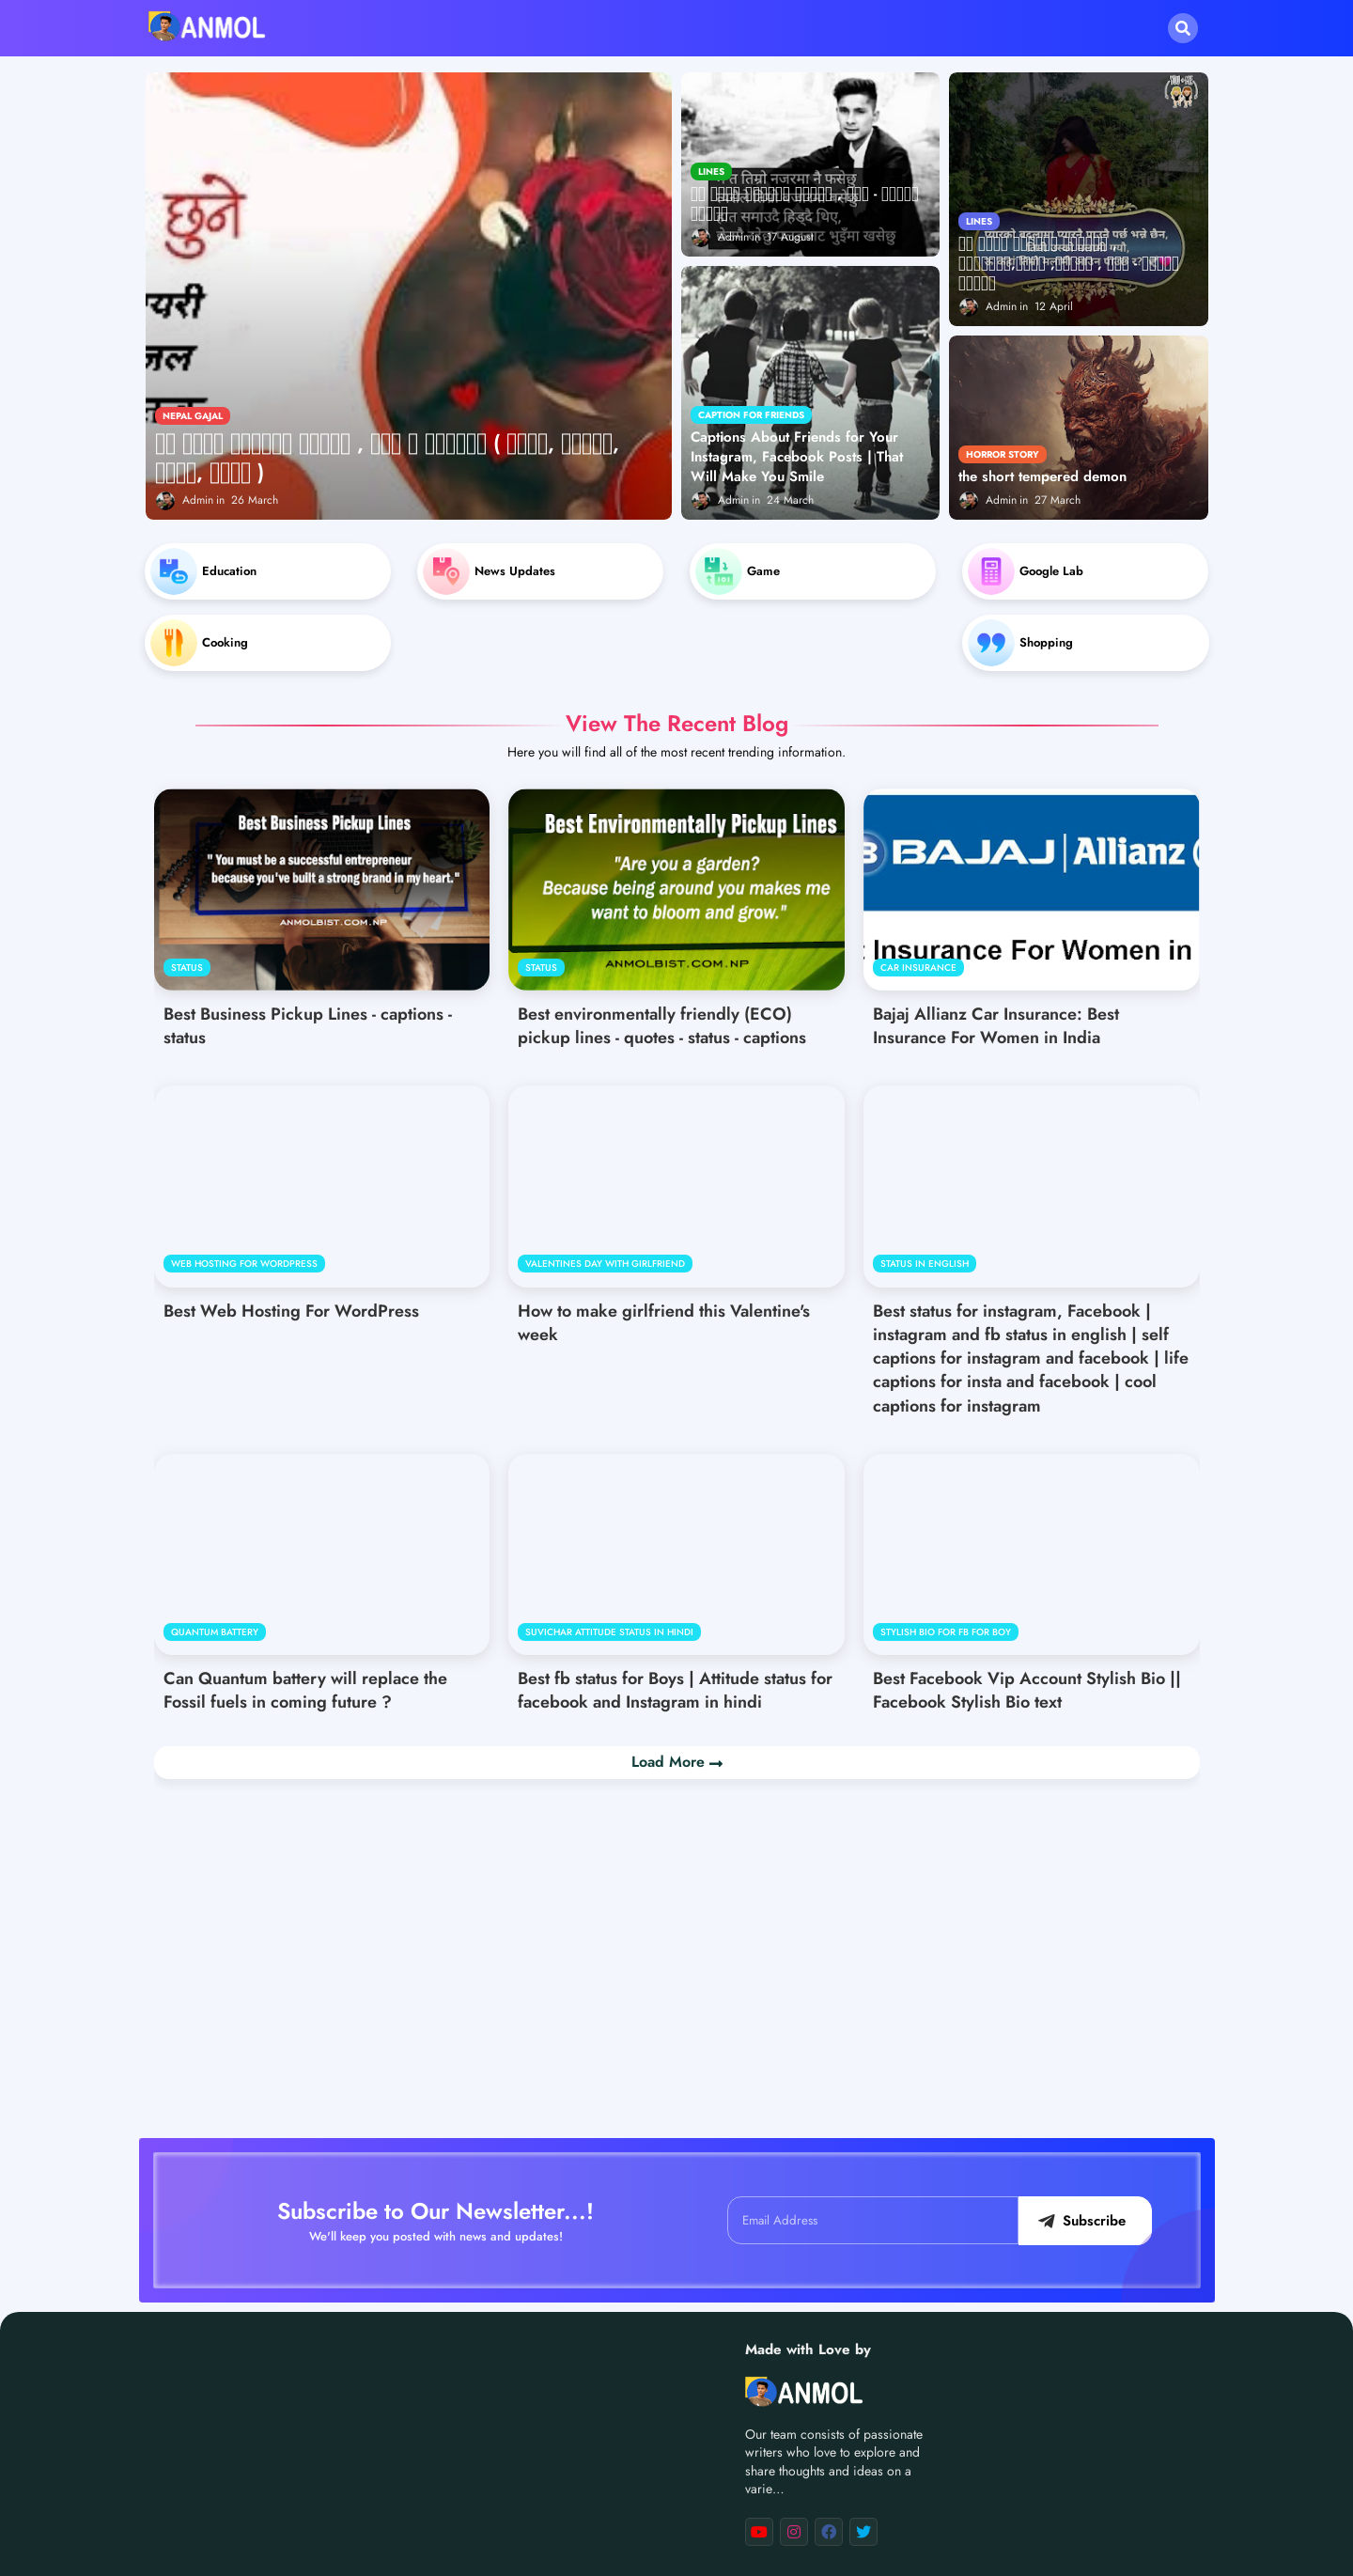 ANMOL
छुने
यरी
जल
NEPAL GAJAL
Admin in 26 March
LINES
Admin in 17 August
LINES
Admin in 12 April
CAPTION FOR FRIENDS
Captions About Friends for Your
Instagram, Facebook Posts | That
Will Make You Smile
Admin in 24 March
HORROR STORY
the short tempered demon
Admin in 27 March
Education
News Updates
Game
Google Lab
Cooking
Shopping
View The Recent Blog
Here you will find all of the most recent trending information.
Best Business Pickup Lines
" You must be a successful entrepreneur
because you've built a strong brand in my heart."
ANMOLBIST.COM.NP
STATUS
Best Business Pickup Lines - captions -
status
Best Environmentally Pickup Lines
"Are you a garden?
Because being around you makes me
want to bloom and grow."
ANMOLBIST.COM.NP
STATUS
Best environmentally friendly (ECO)
pickup lines - quotes - status - captions
BAJAJ | Allianz
Insurance For Women in
CAR INSURANCE
Bajaj Allianz Car Insurance: Best
Insurance For Women in India
WEB HOSTING FOR WORDPRESS
Best Web Hosting For WordPress
VALENTINES DAY WITH GIRLFRIEND
How to make girlfriend this Valentine's
week
STATUS IN ENGLISH
Best status for instagram, Facebook |
instagram and fb status in english | self
captions for instagram and facebook | life
captions for insta and facebook | cool
captions for instagram
QUANTUM BATTERY
Can Quantum battery will replace the
Fossil fuels in coming future ?
SUVICHAR ATTITUDE STATUS IN HINDI
Best fb status for Boys | Attitude status for
facebook and Instagram in hindi
STYLISH BIO FOR FB FOR BOY
Best Facebook Vip Account Stylish Bio ||
Facebook Stylish Bio text
Load More
Subscribe to Our Newsletter...!
We'll keep you posted with news and updates!
Email Address
Subscribe
Made with Love by
ANMOL
Our team consists of passionate
writers who love to explore and
share thoughts and ideas on a
varie...